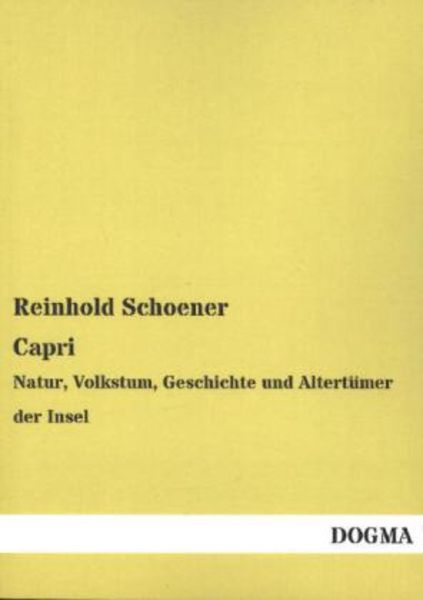 Reinhold Schoener
Capri
Natur, Volkstum, Geschichte und Altertümer
der Insel
DOGMA